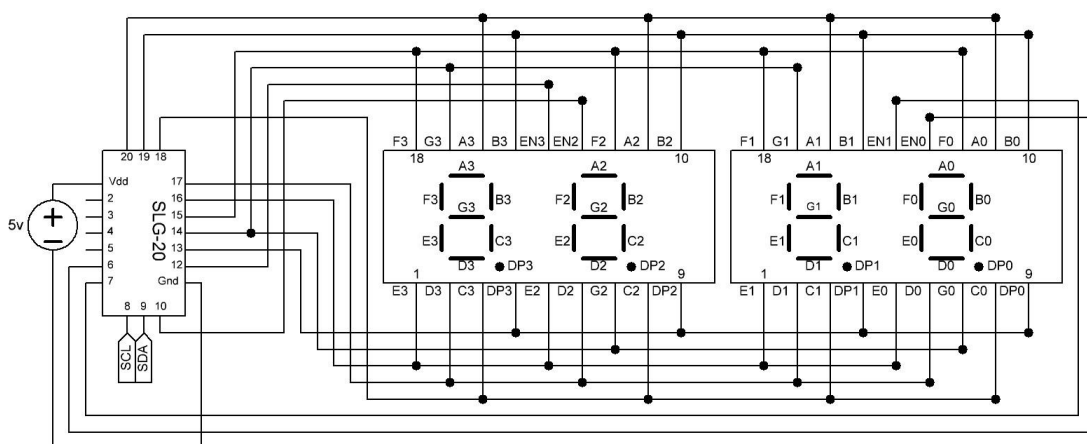 20 19 18
Vdd 17
2 16
3 15
4 14
5 13
6 12
7 Gnd
8 9 10
SLG-20
5v
SCL
SDA
F3 G3 A3 B3 EN3 EN2 F2 A2 B2
18 10
A3 A2
F3 B3 F2 B2
G3 G2
E3 C3 E2 C2
D3 DP3 D2 DP2
1 9
E3 D3 C3 DP3 E2 D2 G2 C2 DP2
F1 G1 A1 B1 EN1 EN0 F0 A0 B0
18 10
A1 A0
F1 B1 F0 B0
G1 G0
E1 C1 E0 C0
D1 DP1 D0 DP0
1 9
E1 D1 C1 DP1 E0 D0 G0 C0 DP0